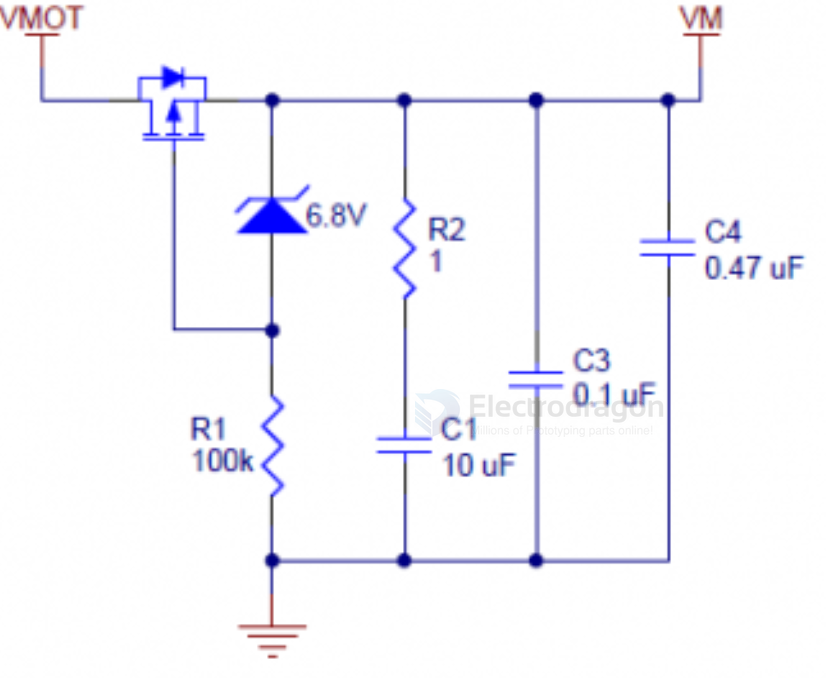 VMOT
VM
6.8V
R2
1
C4
0.47 uF
C3
0.1 uF
Electrodragon
Millions of Prototyping parts online!
R1
100k
C1
10 uF